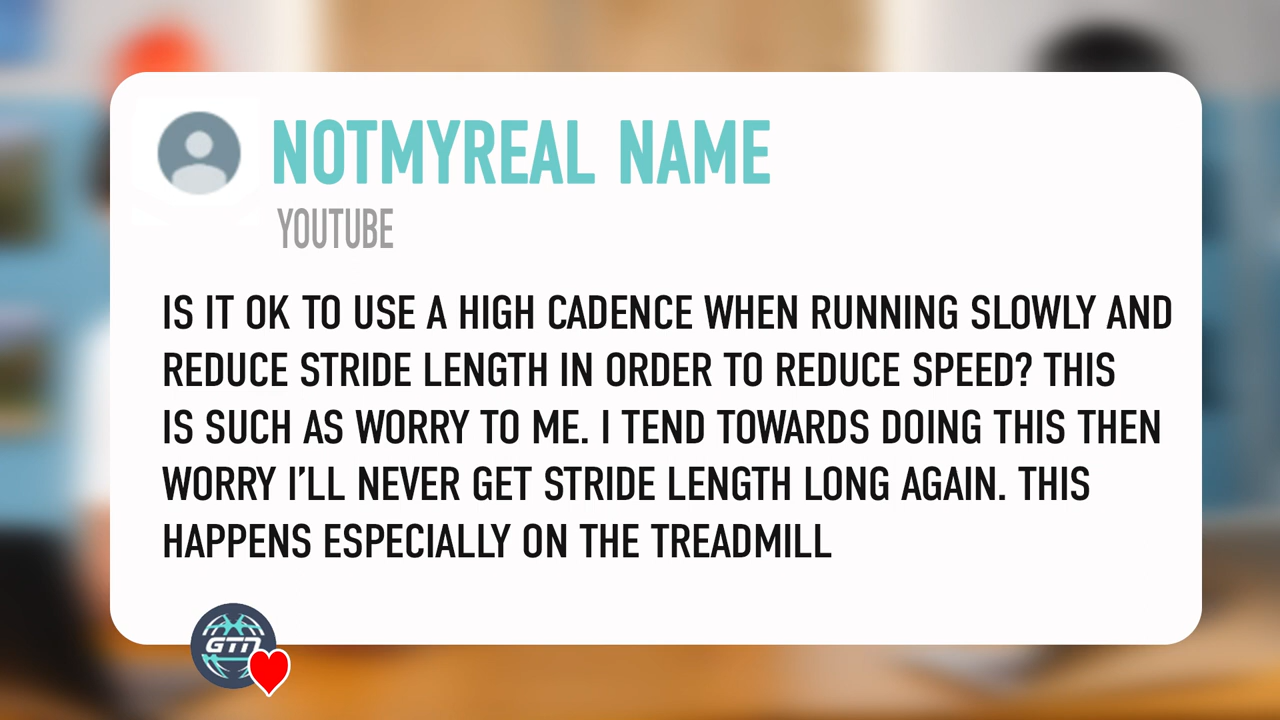 NOTMYREAL NAME
YOUTUBE
IS IT OK TO USE A HIGH CADENCE WHEN RUNNING SLOWLY AND
REDUCE STRIDE LENGTH IN ORDER TO REDUCE SPEED? THIS
IS SUCH AS WORRY TO ME. I TEND TOWARDS DOING THIS THEN
WORRY I'LL NEVER GET STRIDE LENGTH LONG AGAIN. THIS
HAPPENS ESPECIALLY ON THE TREADMILL
GTN